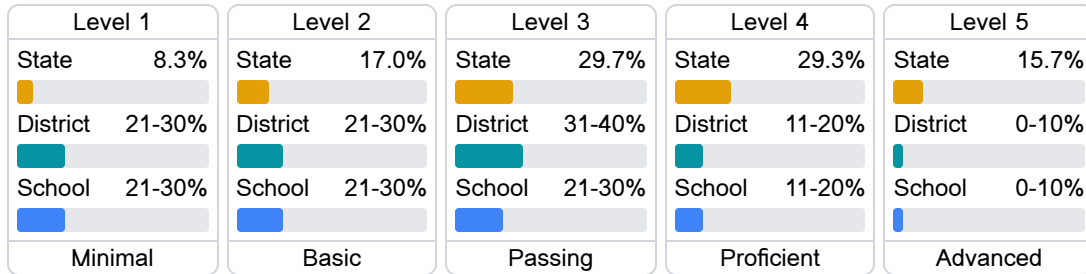 Level 1
State 8.3%
District 21-30%
School 21-30%
Minimal
Level 2
State 17.0%
District 21-30%
School 21-30%
Basic
Level 3
State 29.7%
District 31-40%
School 21-30%
Passing
Level 4
State 29.3%
District 11-20%
School 11-20%
Proficient
Level 5
State 15.7%
District 0-10%
School 0-10%
Advanced